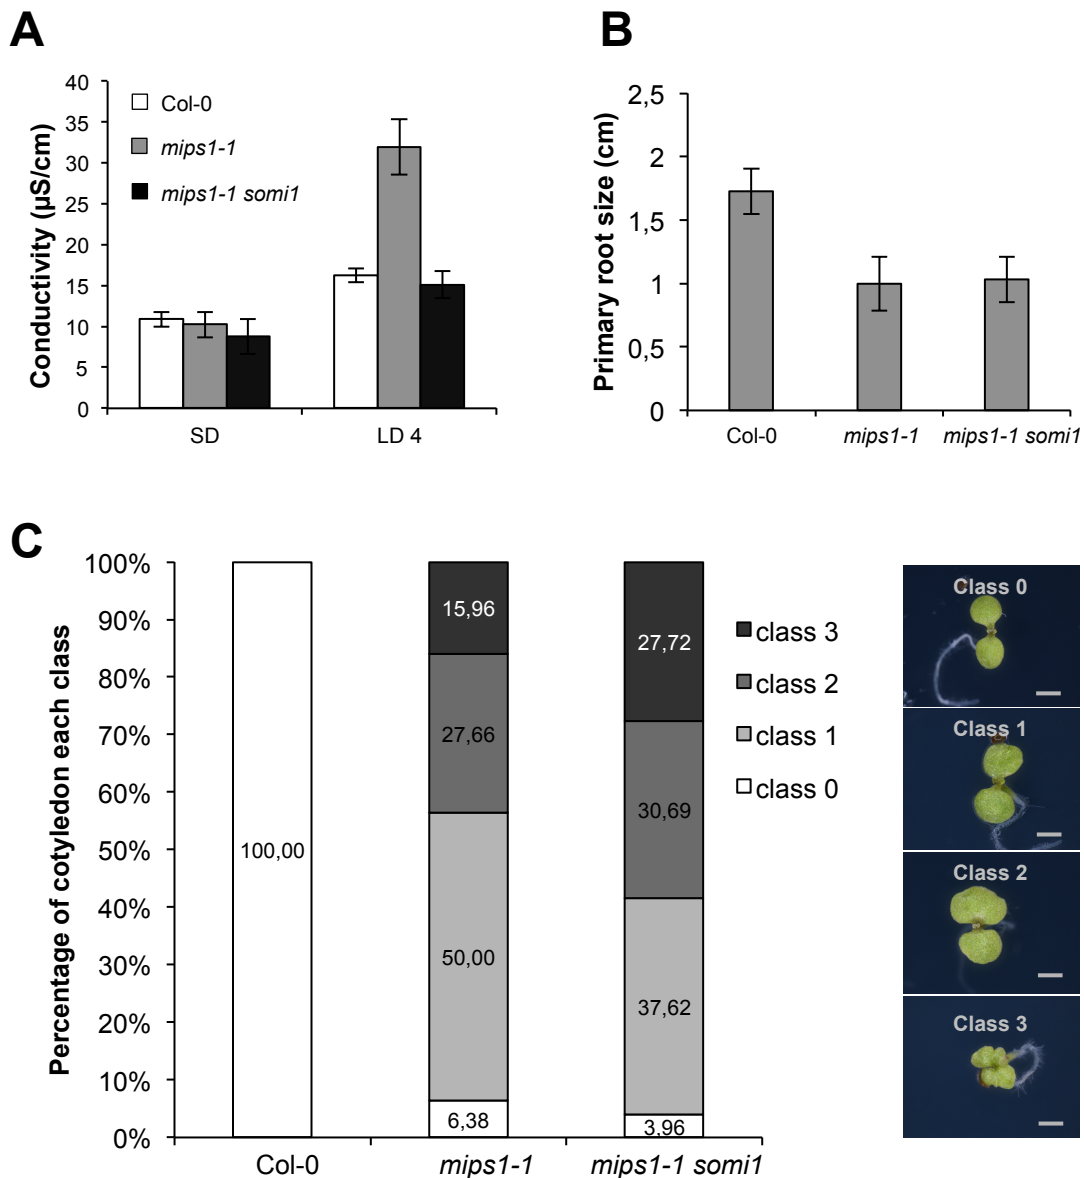 A
Conductivity (µS/cm)
40
35
30
25
20
15
10
5
0
Col-0
mips1-1
mips1-1 somi1
SD
LD 4
B
Primary root size (cm)
2,5
2
1,5
1
0,5
0
Col-0
mips1-1
mips1-1 somi1
C
Percentage of cotyledon each class
100%
90%
80%
70%
60%
50%
40%
30%
20%
10%
0%
100,00
15,96
27,66
50,00
6,38
27,72
30,69
37,62
3,96
Col-0
mips1-1
mips1-1 somi1
class 3
class 2
class 1
class 0
Class 0
Class 1
Class 2
Class 3